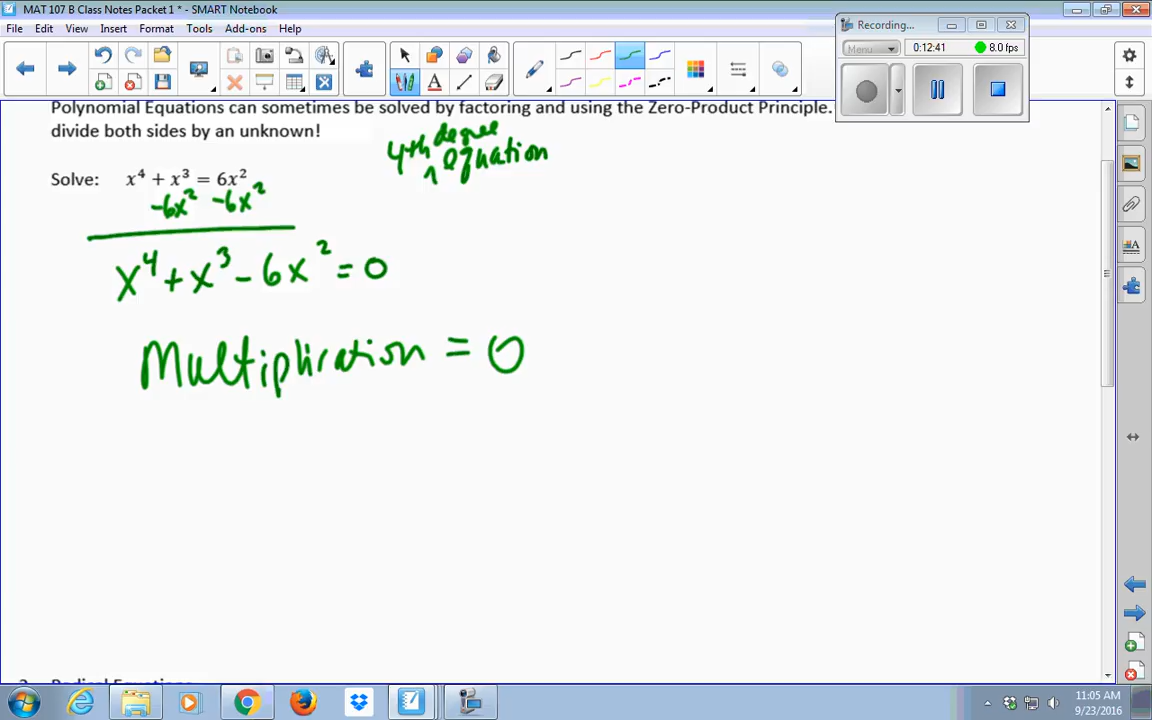 MAT 107 B Class Notes Packet 1 * - SMART Notebook
File Edit View Insert Format Tools Add-ons Help
Recording...
Menu 0:12:41 8.0 fps
Polynomial Equations can sometimes be solved by factoring and using the Zero-Product Principle.
divide both sides by an unknown!
4th degree equation
Solve: x⁴ + x³ = 6x²
-6x² -6x²
x⁴+x³-6x²=0
Multiplication = 0
11:05 AM
9/23/2016